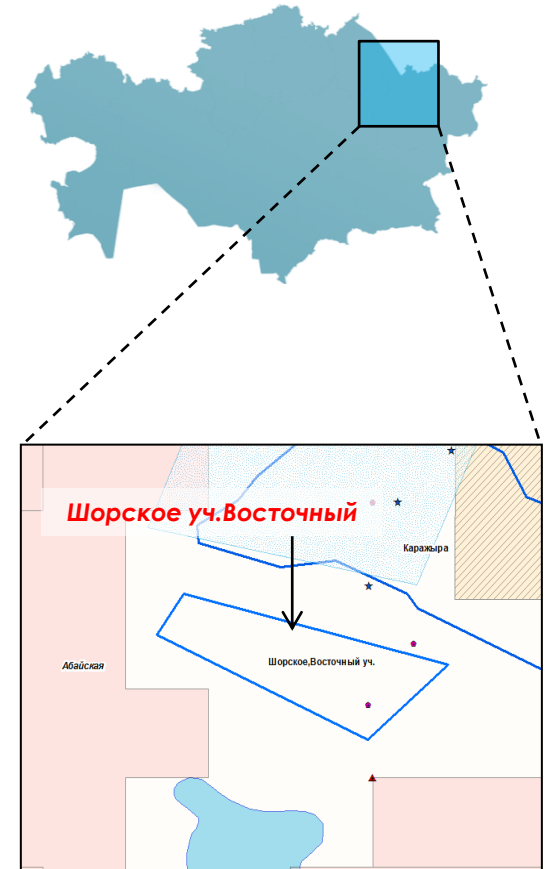 Шорское уч.Восточный
Каражыра
Шорское,Восточный уч.
Абайская